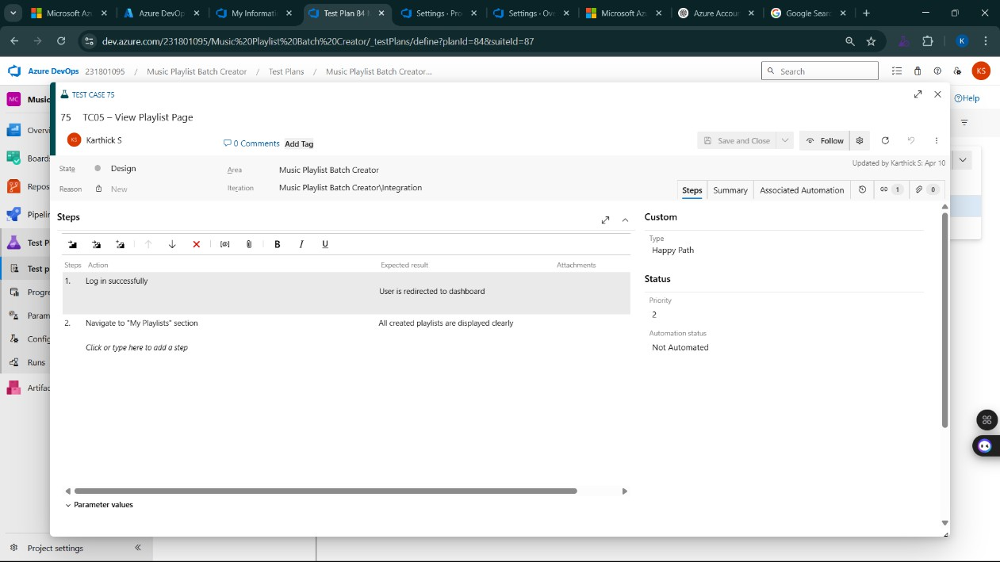 Microsoft Az
Azure DevOp
My Informati
Test Plan 84
Settings · Pro
Settings · Ov
Microsoft Az
Azure Accour
Google Searc
dev.azure.com/231801095/Music%20Playlist%20Batch%20Creator/_testPlans/define?planId=84&suiteId=87
K
Azure DevOps 231801095 / Music Playlist Batch Creator / Test Plans / Music Playlist Batch Creator...
Search
KS
MC Music
Overvi
Boards
Repos
Pipelin
Test P
Test p
Progre
Param
Config
Runs
Artifac
Project settings
Help
TEST CASE 75
75 TC05 – View Playlist Page
KS Karthick S
0 Comments Add Tag
Save and Close
Follow
State Design
Area Music Playlist Batch Creator
Updated by Karthick S: Apr 10
Reason New
Iteration Music Playlist Batch Creator\Integration
Steps Summary Associated Automation 1 0
Steps
[@] B I U
Steps Action Expected result Attachments
1. Log in successfully User is redirected to dashboard
2. Navigate to "My Playlists" section All created playlists are displayed clearly
Click or type here to add a step
Parameter values
Custom
Type
Happy Path
Status
Priority
2
Automation status
Not Automated